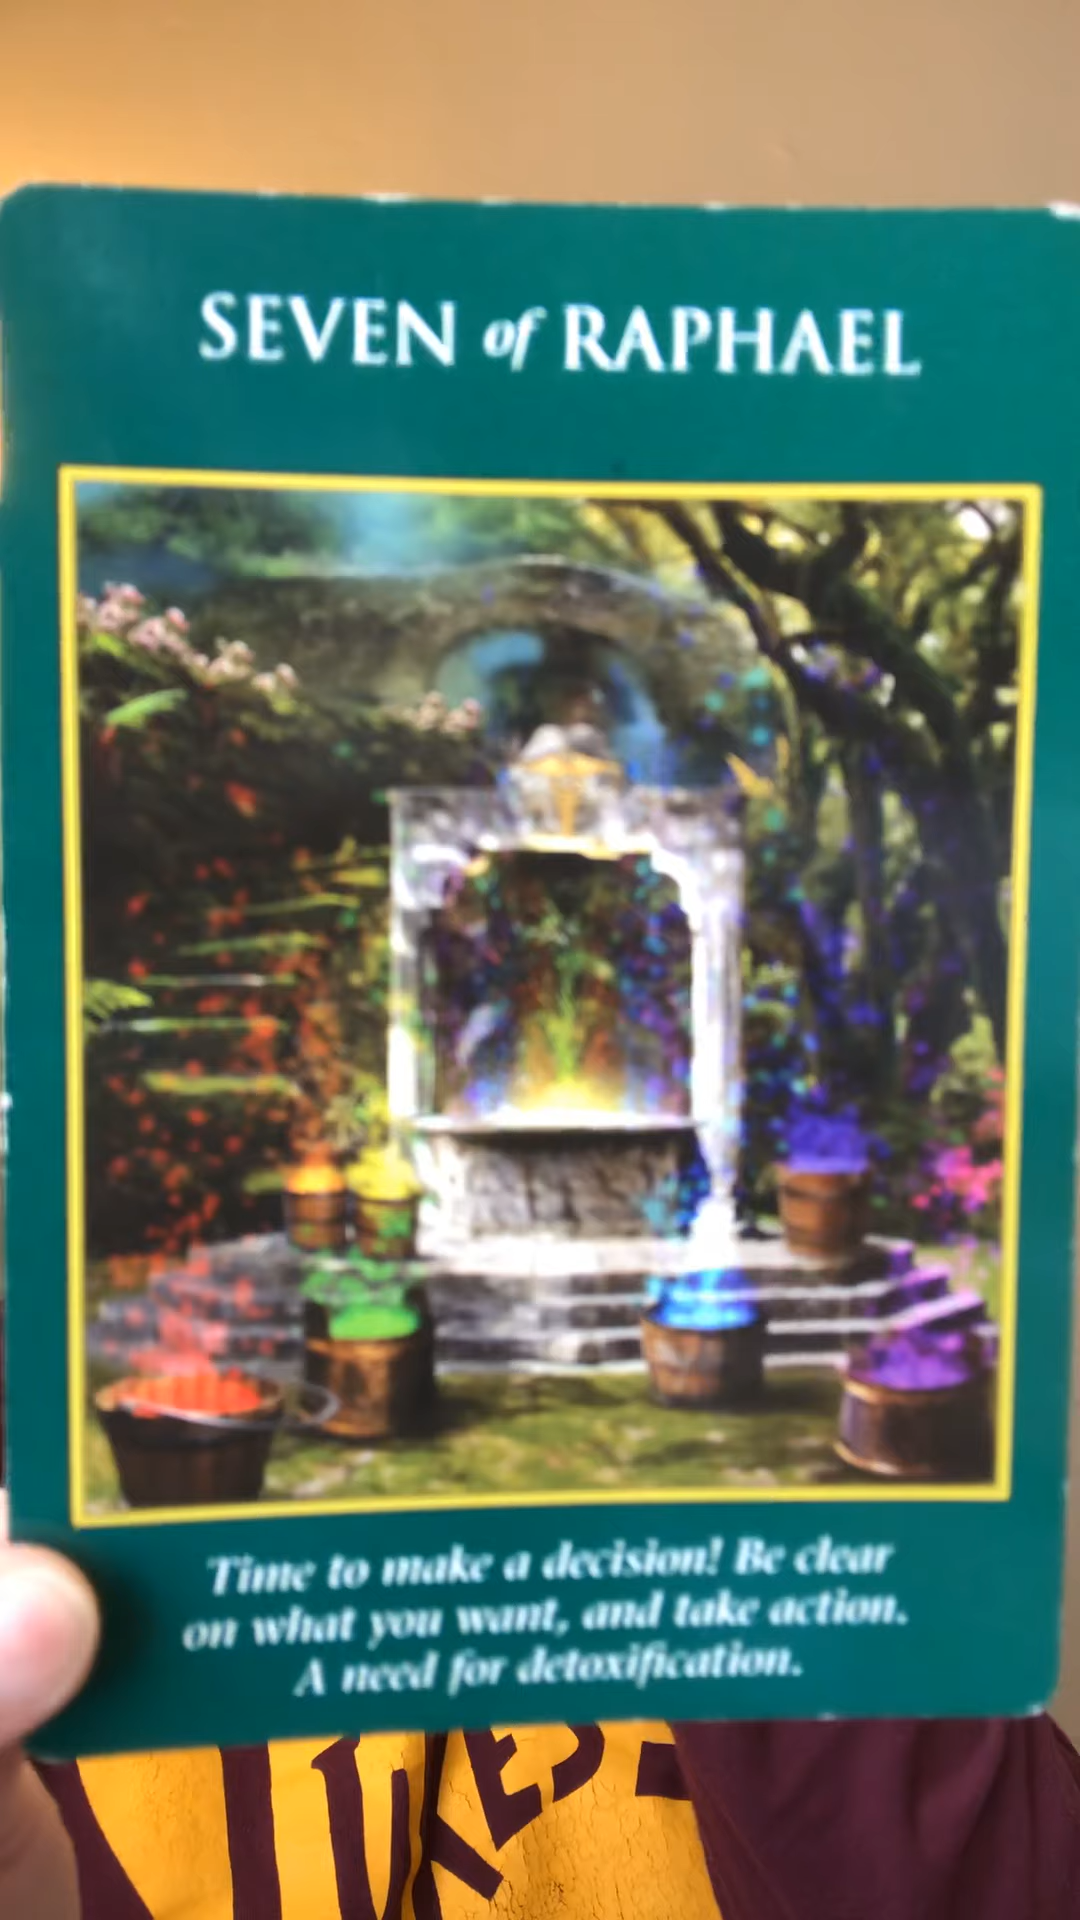 SEVEN of RAPHAEL
Time to make a decision! Be clear
on what you want, and take action.
A need for detoxification.